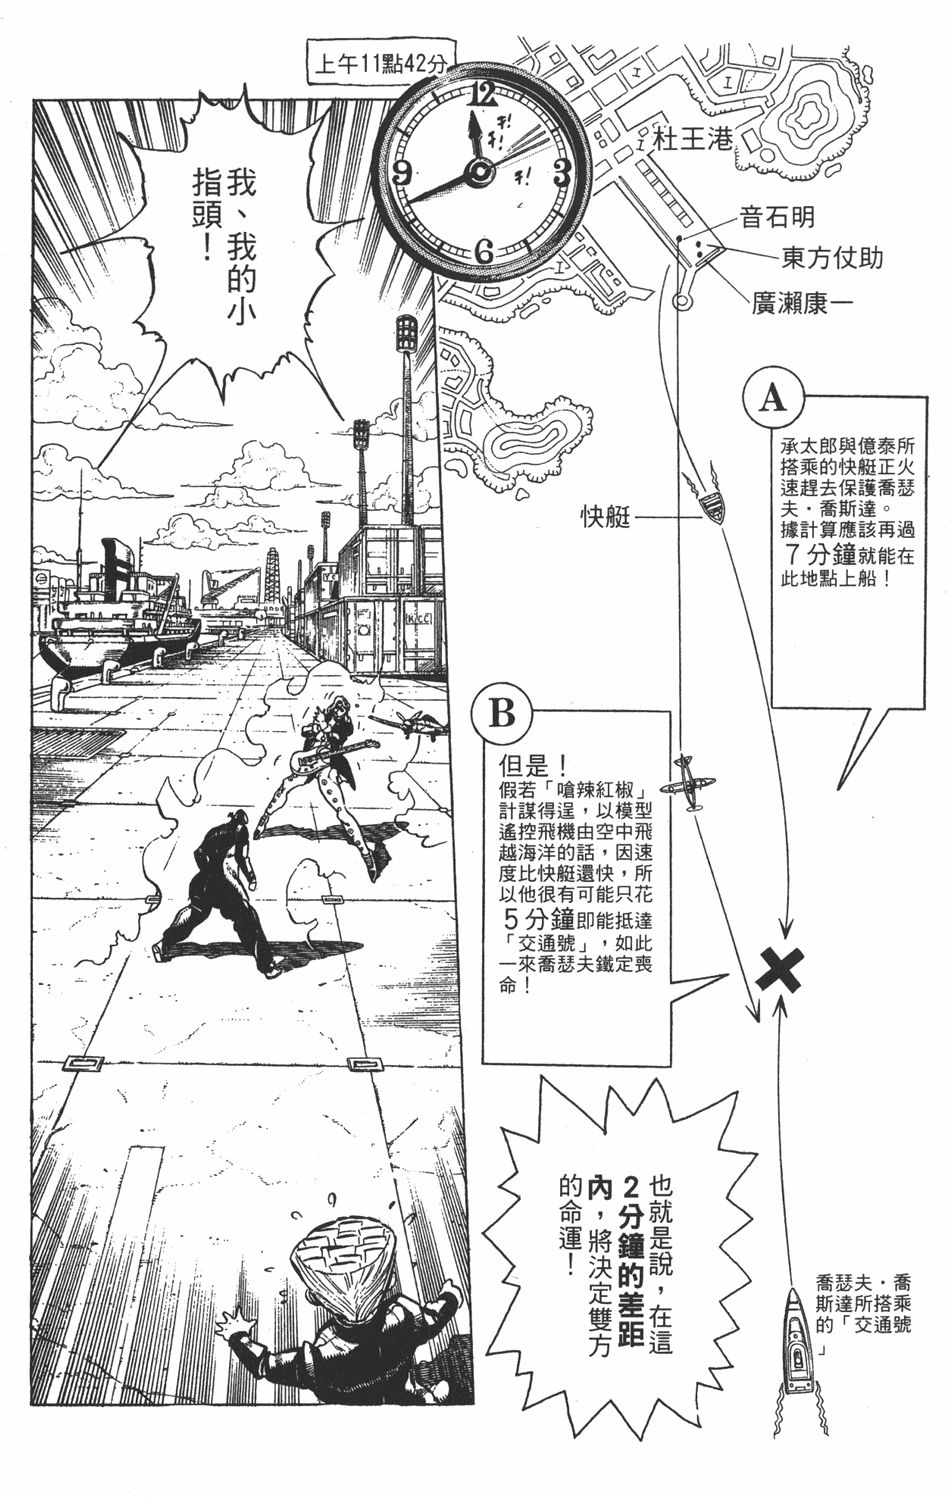 上午11點42分
12
3
6
9
チ!
チ!
チ!
杜王港
音石明
東方仗助
廣瀨康一
A
承太郎與億泰所
搭乘的快艇正火
速趕去保護喬瑟
夫・喬斯達。
據計算應該再過
7分鐘就能在
此地點上船！
快艇
B
但是！
假若「嗆辣紅椒」
計謀得逞，以模型
遙控飛機由空中飛
越海洋的話，因速
度比快艇還快，所
以他很有可能只花
5分鐘即能抵達
「交通號」，如此
一來喬瑟夫鐵定喪
命！
也就是說，在這
2分鐘的差距
內，將決定雙方
的命運！
喬瑟夫・喬
斯達所搭乘
的「交通號
」
我、我的小
指頭！
K.C.C